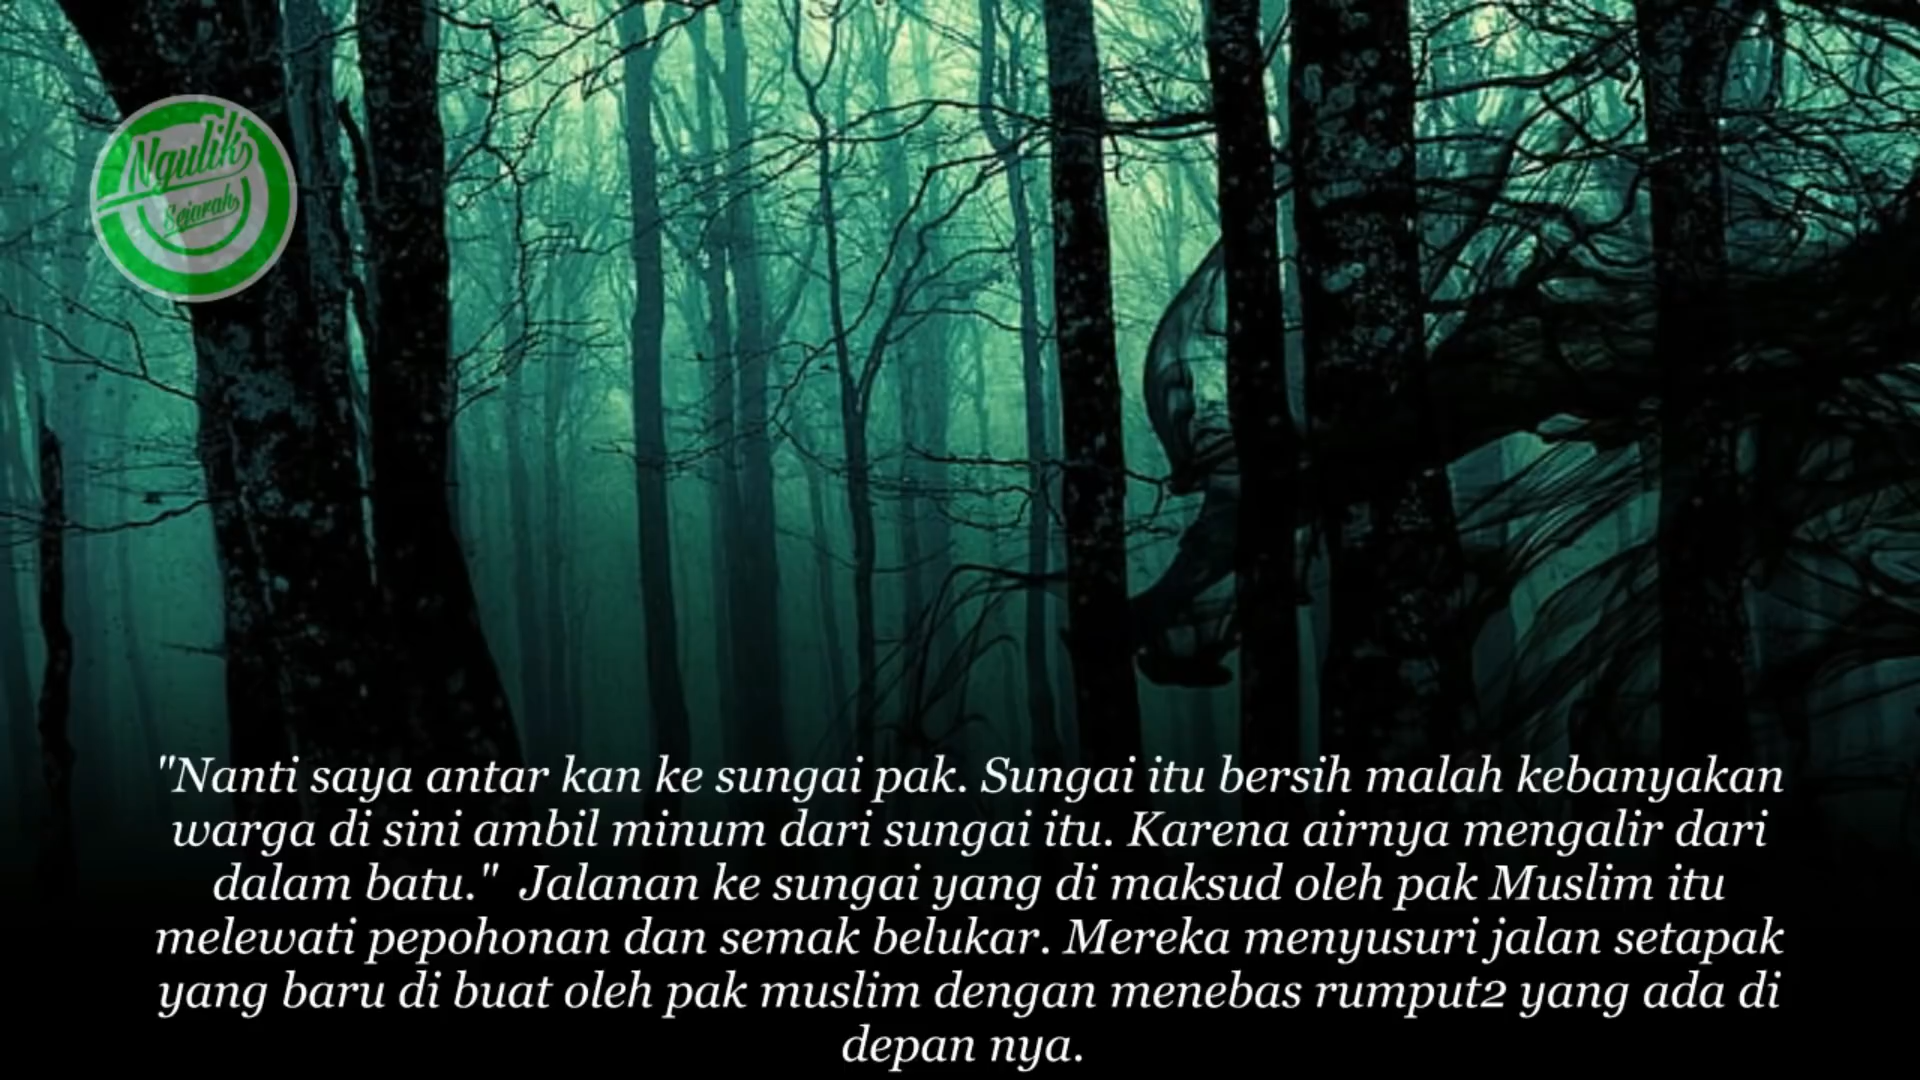 Ngulik
Sejarah
"Nanti saya antar kan ke sungai pak. Sungai itu bersih malah kebanyakan
warga di sini ambil minum dari sungai itu. Karena airnya mengalir dari
dalam batu."  Jalanan ke sungai yang di maksud oleh pak Muslim itu
melewati pepohonan dan semak belukar. Mereka menyusuri jalan setapak
yang baru di buat oleh pak muslim dengan menebas rumput2 yang ada di
depan nya.